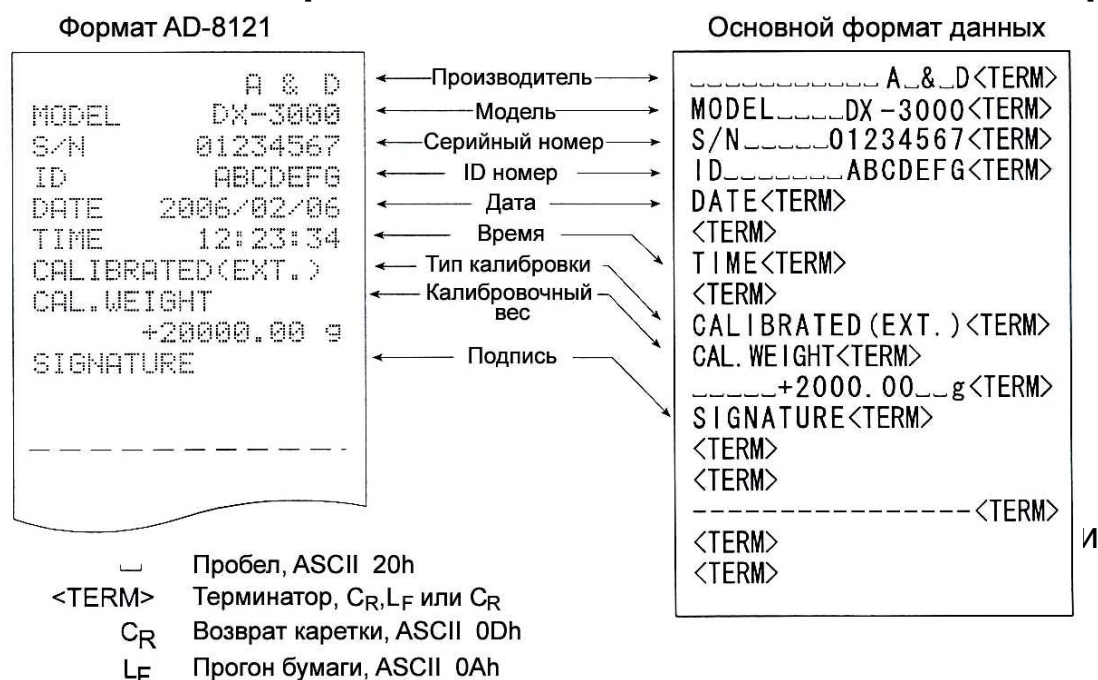 Формат AD-8121
A & D
MODEL DX-3000
S/N 01234567
ID ABCDEFG
DATE 2006/02/06
TIME 12:23:34
CALIBRATED(EXT.)
CAL.WEIGHT
+20000.00 g
SIGNATURE
- - - - - - - - - - - - - - - -
Производитель
Модель
Серийный номер
ID номер
Дата
Время
Тип калибровки
Калибровочный
вес
Подпись
Основной формат данных
␣␣␣␣␣␣␣␣␣␣␣A␣&␣D<TERM>
MODEL␣␣␣␣DX-3000<TERM>
S/N␣␣␣␣␣01234567<TERM>
ID␣␣␣␣␣␣␣ABCDEFG<TERM>
DATE<TERM>
<TERM>
TIME<TERM>
<TERM>
CALIBRATED(EXT.)<TERM>
CAL.WEIGHT<TERM>
␣␣␣␣␣+2000.00␣␣g<TERM>
SIGNATURE<TERM>
<TERM>
<TERM>
----------------<TERM>
<TERM>
<TERM>
и
␣ Пробел, ASCII 20h
<TERM> Терминатор, CR,LF или CR
CR Возврат каретки, ASCII 0Dh
LF Прогон бумаги, ASCII 0Ah